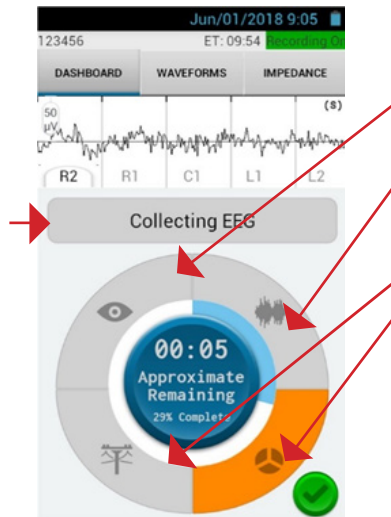 Jun/01/2018 9:05
123456 ET: 09:54 Recording On
DASHBOARD WAVEFORMS IMPEDANCE
(S)
50
μV
R2 R1 C1 L1 L2
Collecting EEG
00:05
Approximate
Remaining
29% Complete